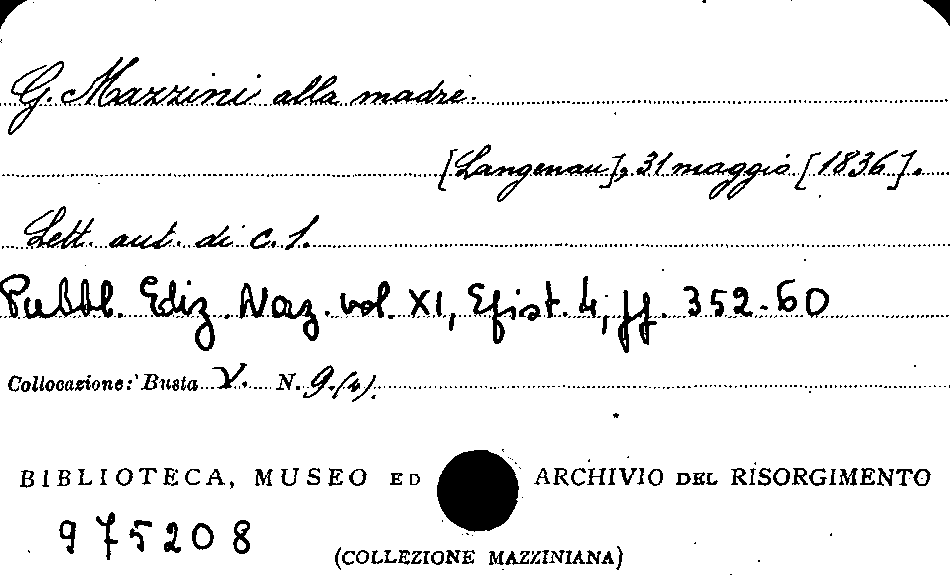 G. Mazzini alla madre.
[Langenau], 31 maggio [1836].
Lett. aut. di c. 1.
Pubbl. Ediz. Naz. vol. XI, Epist. 4, pp. 352-60
Collocazione: Busta V. N. 9.(4).
BIBLIOTECA, MUSEO ED ARCHIVIO DEL RISORGIMENTO
975208
(COLLEZIONE MAZZINIANA)